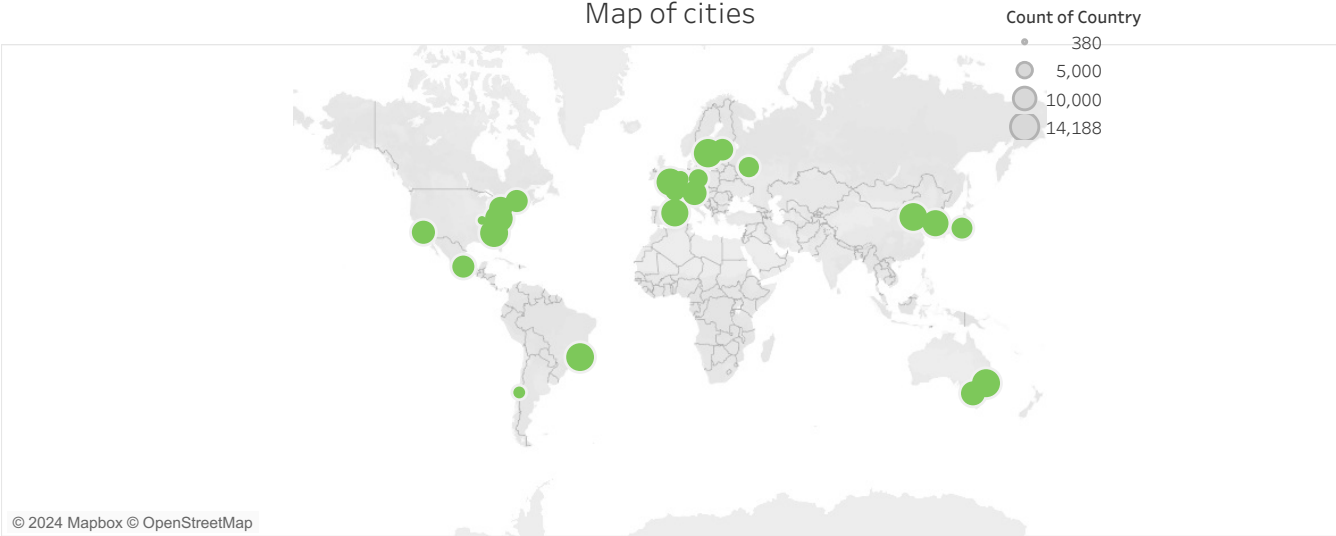 Map of cities
Count of Country
380
5,000
10,000
14,188
© 2024 Mapbox © OpenStreetMap